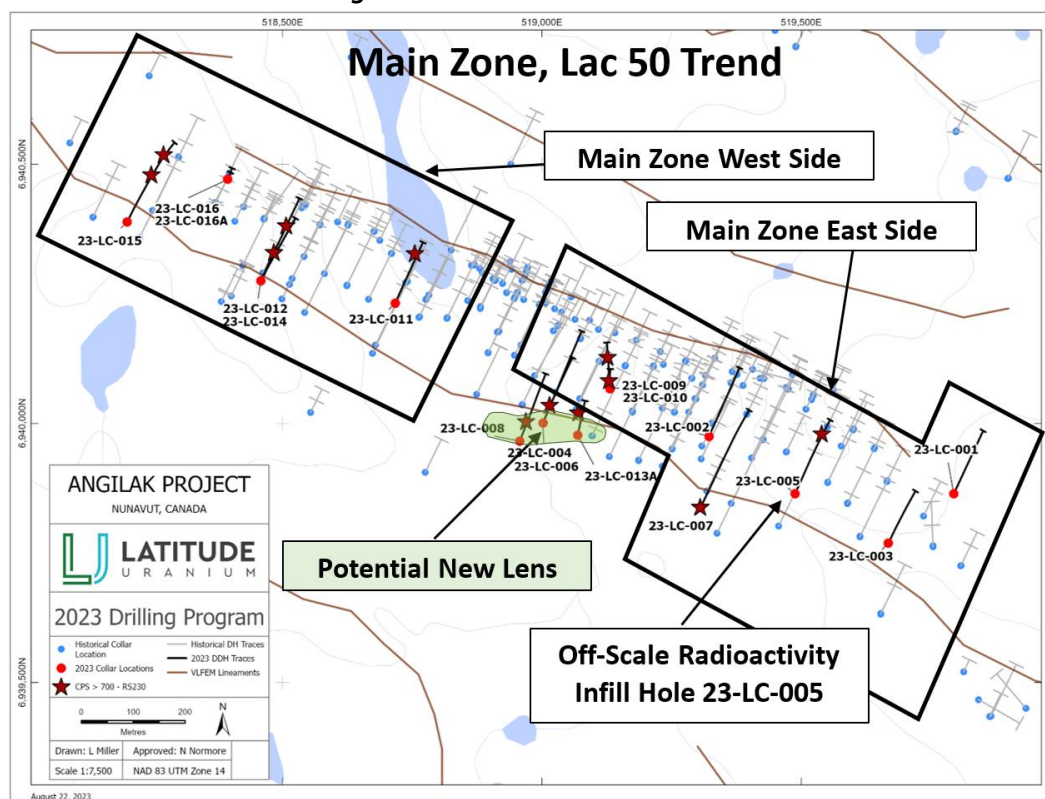 518,500N
519,000N
519,500N
Main Zone, Lac 50 Trend
6,940,500N
Main Zone West Side
23-LC-016
23-LC-016A
23-LC-015
Main Zone East Side
23-LC-012
23-LC-014
23-LC-011
23-LC-009
23-LC-010
6,940,000N
23-LC-008
23-LC-002
23-LC-004
23-LC-006
23-LC-001
23-LC-013A
23-LC-005
23-LC-007
23-LC-003
ANGILAK PROJECT
NUNAVUT, CANADA
LATITUDE
URANIUM
Potential New Lens
2023 Drilling Program
Historical Collar
Location
2023 Collar Locations
CPS > 700 - RS230
Historical DH Traces
2023 DDH Traces
VLFEM Lineaments
Off-Scale Radioactivity
Infill Hole 23-LC-005
6,939,500N
0 100 200
Metres
N
Drawn: L Miller Approved: N Normore
Scale 1:7,500 NAD 83 UTM Zone 14
August 22, 2023